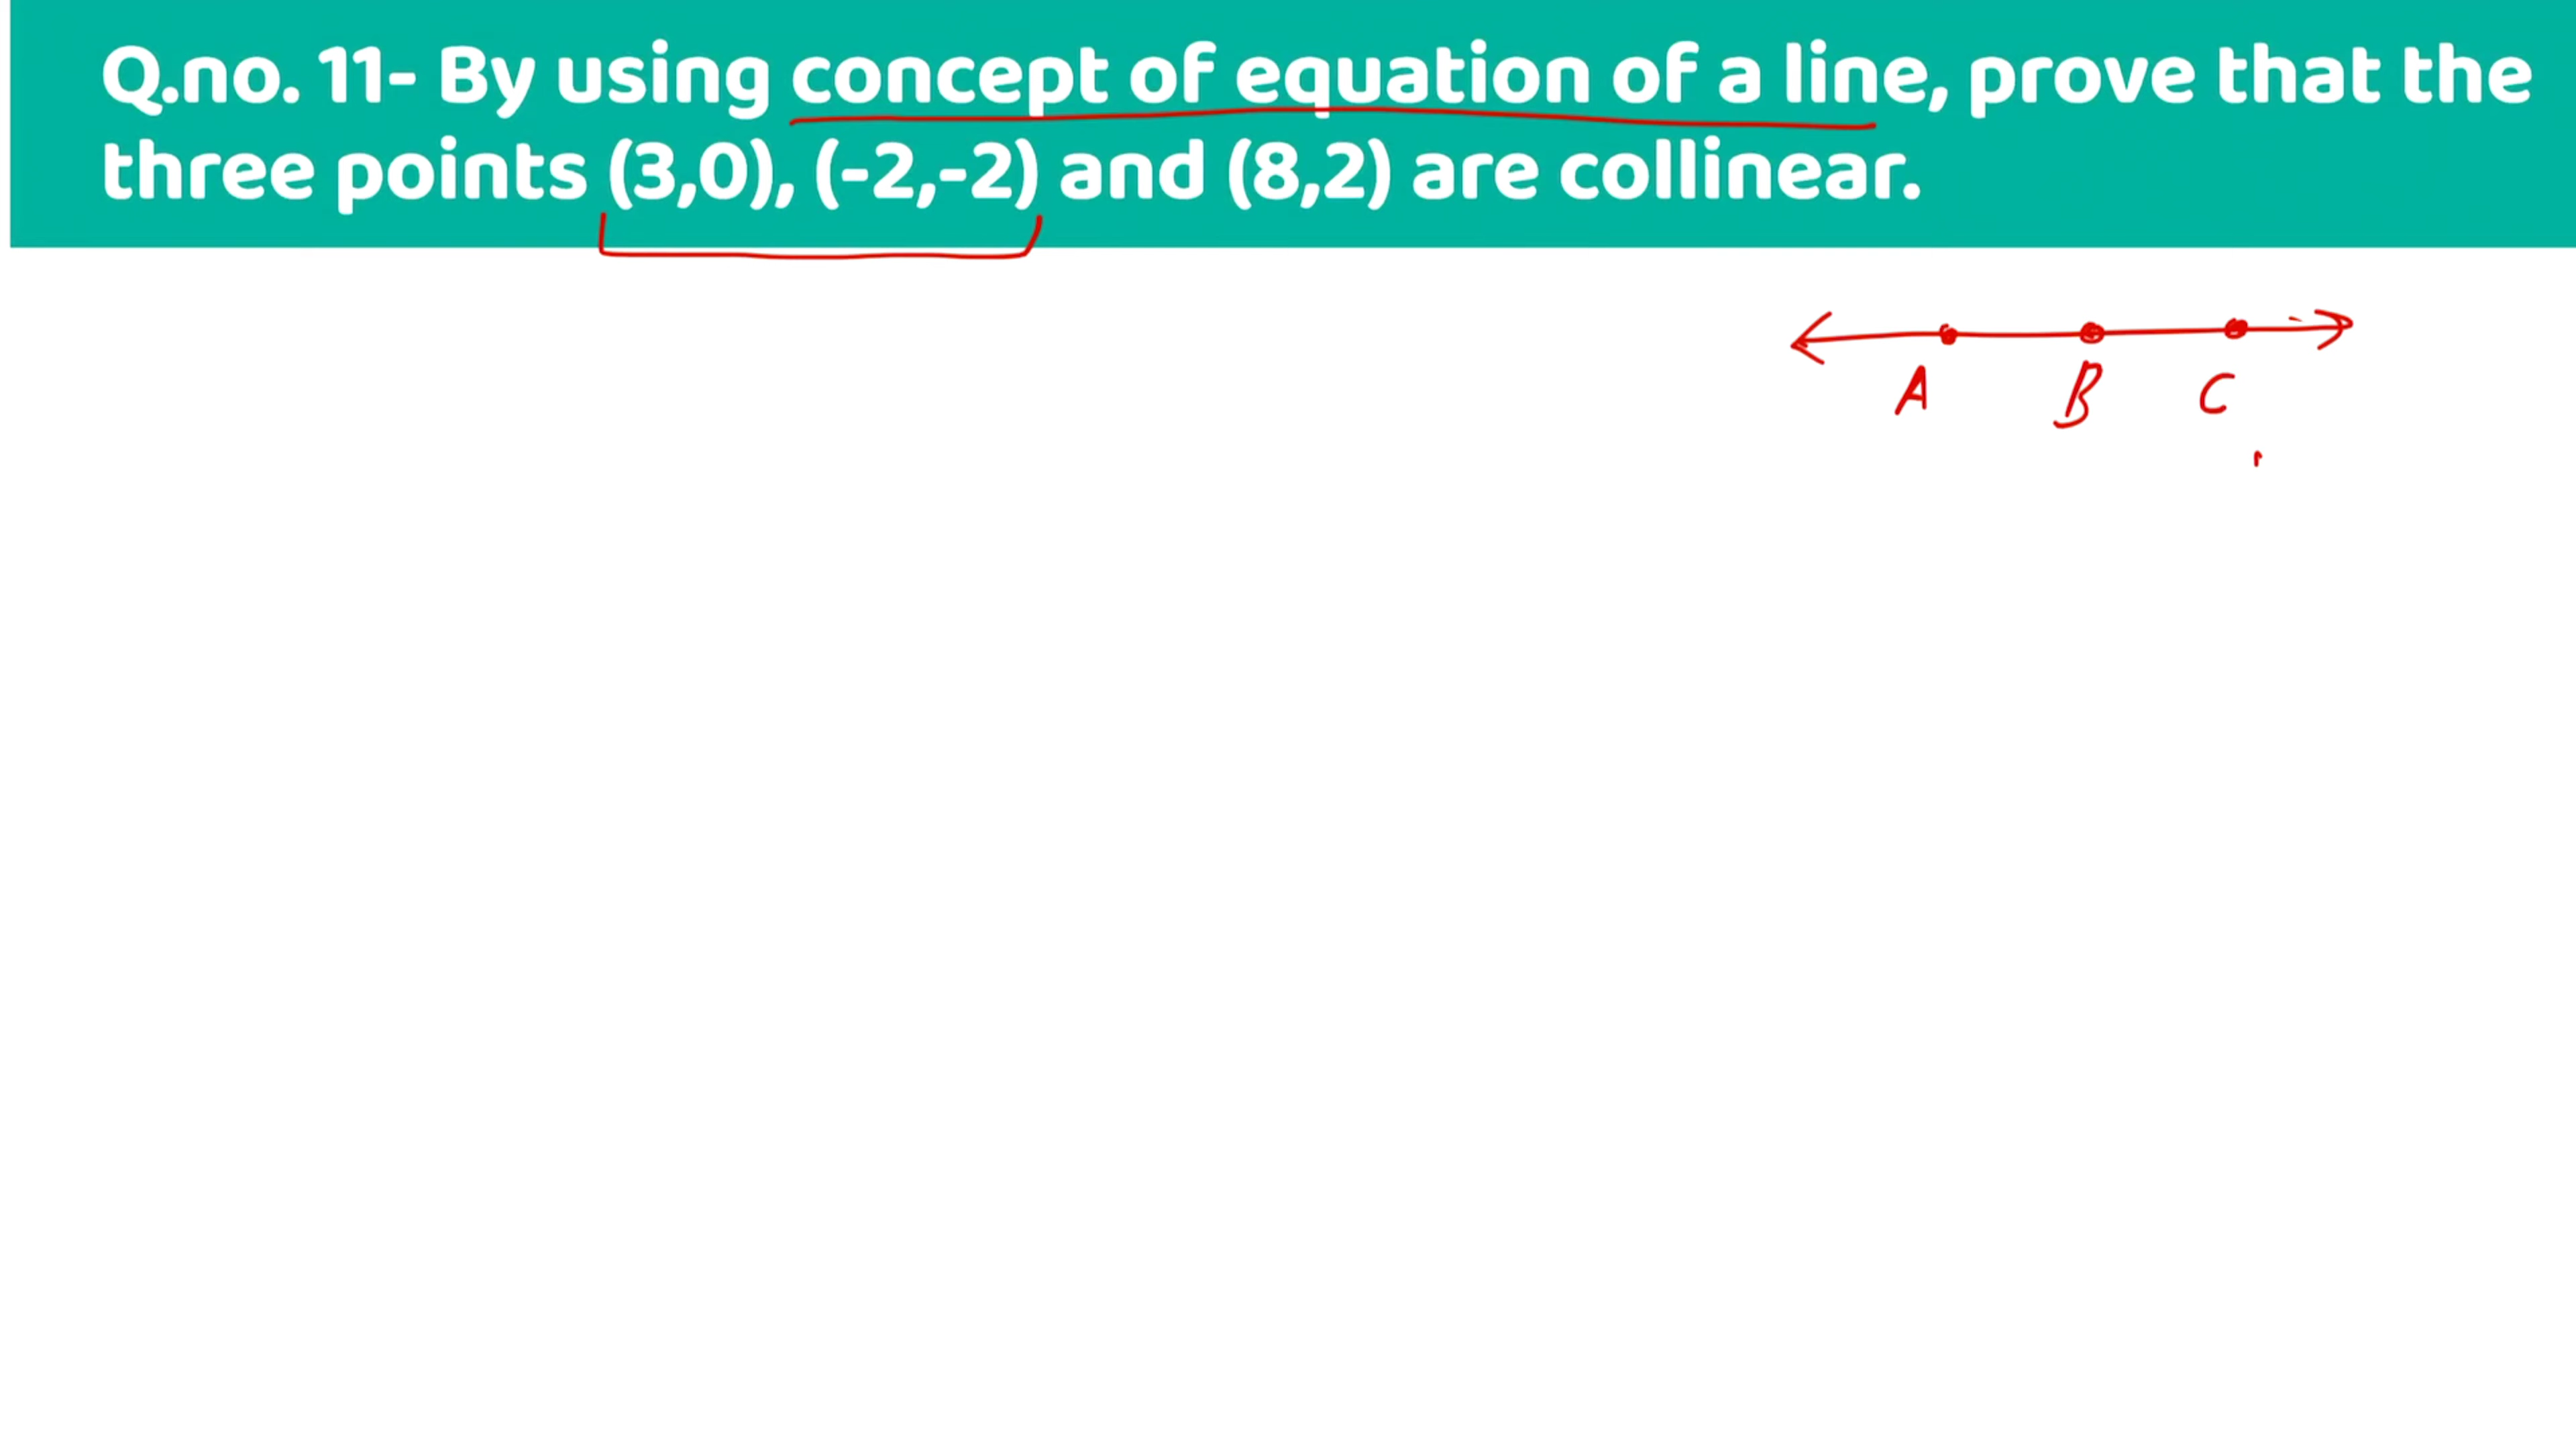 Q.no. 11- By using concept of equation of a line, prove that the
three points (3,0), (-2,-2) and (8,2) are collinear.
A B C